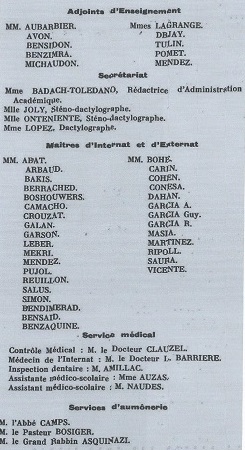 Adjoints d'Enseignement
MM. AUBARBIER. Mmes LAGRANGE.
AVON. DBJAY.
BENSIDON. TULIN.
BENZIMRA. POMET.
MICHAUDON. MENDEZ.
Secrétariat
Mme BADACH-TOLEDANO, Rédactrice d'Administration
Académique.
Mlle JOLY, Sténo-dactylographe.
Mlle ONTENIENTE, Sténo-dactylographe.
Mme LOPEZ, Dactylographe.
Maîtres d'Internat et d'Externat
MM. ABAT. MM. BOHE.
ARBAUD. CARIN.
BAKIS. COHEN.
BERRACHED. CONESA.
BOSHOUWERS. DAHAN.
CAMACHO. GARCIA A.
CROUZAT. GARCIA Guy.
GALAN. GARCIA R.
GARSON. MASIA.
LEBER. MARTINEZ.
MEKRI. RIPOLL.
MENDEZ. SAURA.
PUJOL. VICENTE.
REUILLON.
SALUS.
SIMON.
BENDIMERAD.
BENSAID.
BENZAQUINE.
Service médical
Contrôle Médical : M. le Docteur CLAUZEL.
Médecin de l'Internat : M. le Docteur L. BARRIERE.
Inspection dentaire : M. AMILLAC.
Assistante médico-scolaire : Mme AUZAS.
Assistant médico-scolaire : M. NAUDES.
Services d'aumônerie
M. l'Abbé CAMPS.
M. le Pasteur BOSIGER.
M. le Grand Rabbin ASQUINAZI.